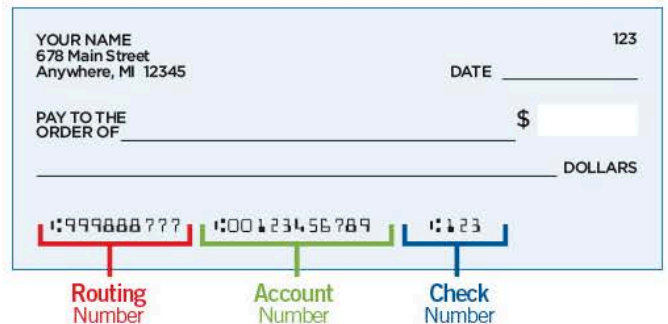 YOUR NAME 123
678 Main Street
Anywhere, MI 12345 DATE
PAY TO THE
ORDER OF $
DOLLARS
⑆999888777 ⑆00123456789 ⑆123
Routing Account Check
Number Number Number